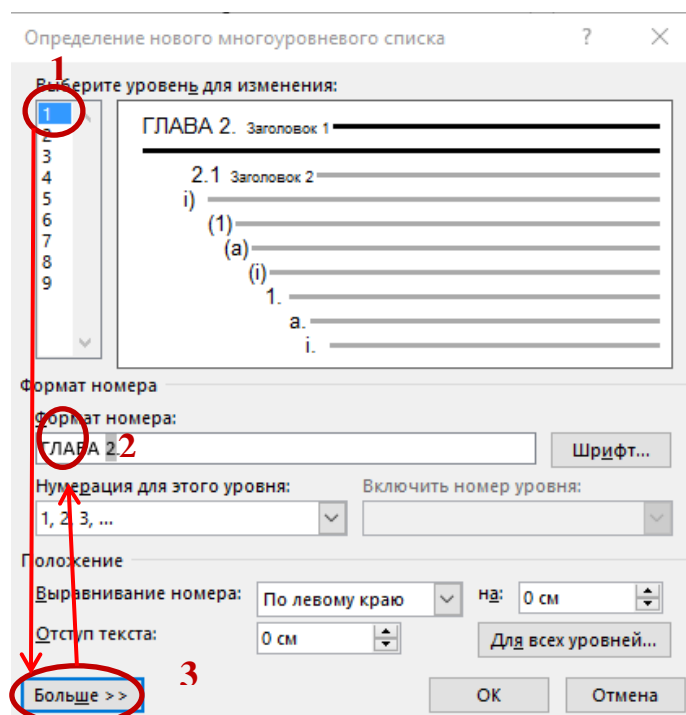 Определение нового многоуровневого списка ? ×
1
Выберите уровень для изменения:
1
2
3
4
5
6
7
8
9
ГЛАВА 2. Заголовок 1
2.1 Заголовок 2
i)
(1)
(a)
(i)
1.
a.
i.
Формат номера
Формат номера:
ГЛАВА 2.
2
Шрифт...
Нумерация для этого уровня: Включить номер уровня:
1, 2, 3, ...
Положение
Выравнивание номера: По левому краю на: 0 см
Отступ текста: 0 см Для всех уровней...
3
Больше >> ОК Отмена